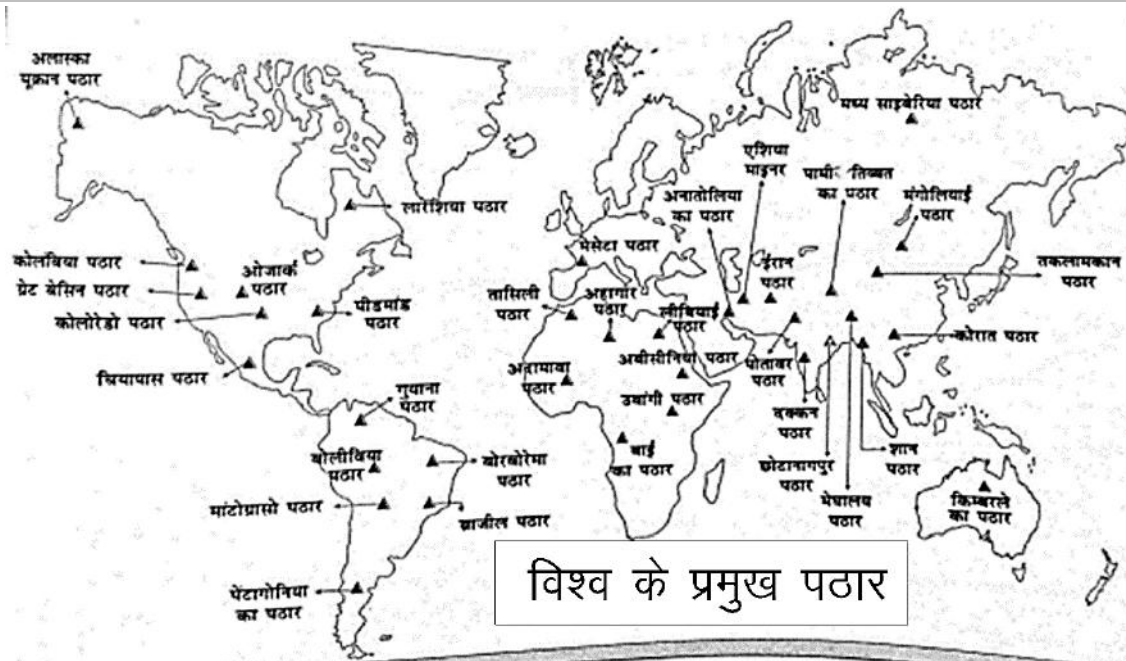 अलास्का
यूक्रान पठार
मध्य साइबेरिया पठार
एशिया
माइनर
तिब्बत
का पठार
अनातोलिया
का पठार
मंगोलियाई
पठार
लारेंशिया पठार
मेसेटा पठार
कोलंबिया पठार
ग्रेट बेसिन पठार
कोलोरेडो पठार
ओजार्क
पठार
पीडमांड
पठार
तासिली
पठार
अहागार
पठार
लीबियाई
पठार
ईरान
पठार
तकलामकान
पठार
कोरात पठार
चियापास पठार
अबीसीनिया पठार
पोतवार
पठार
पठार
उबांगी पठार
गुयाना
पठार
दक्कन
पठार
शान
पठार
छोटानागपुर
पठार
मेघालय
पठार
का पठार
बोलीविया
पठार
बोरबोरेमा
पठार
मांटोग्रासो पठार
ब्राजील पठार
किम्बरले
का पठार
पेंटागोनिया
का पठार
विश्व के प्रमुख पठार